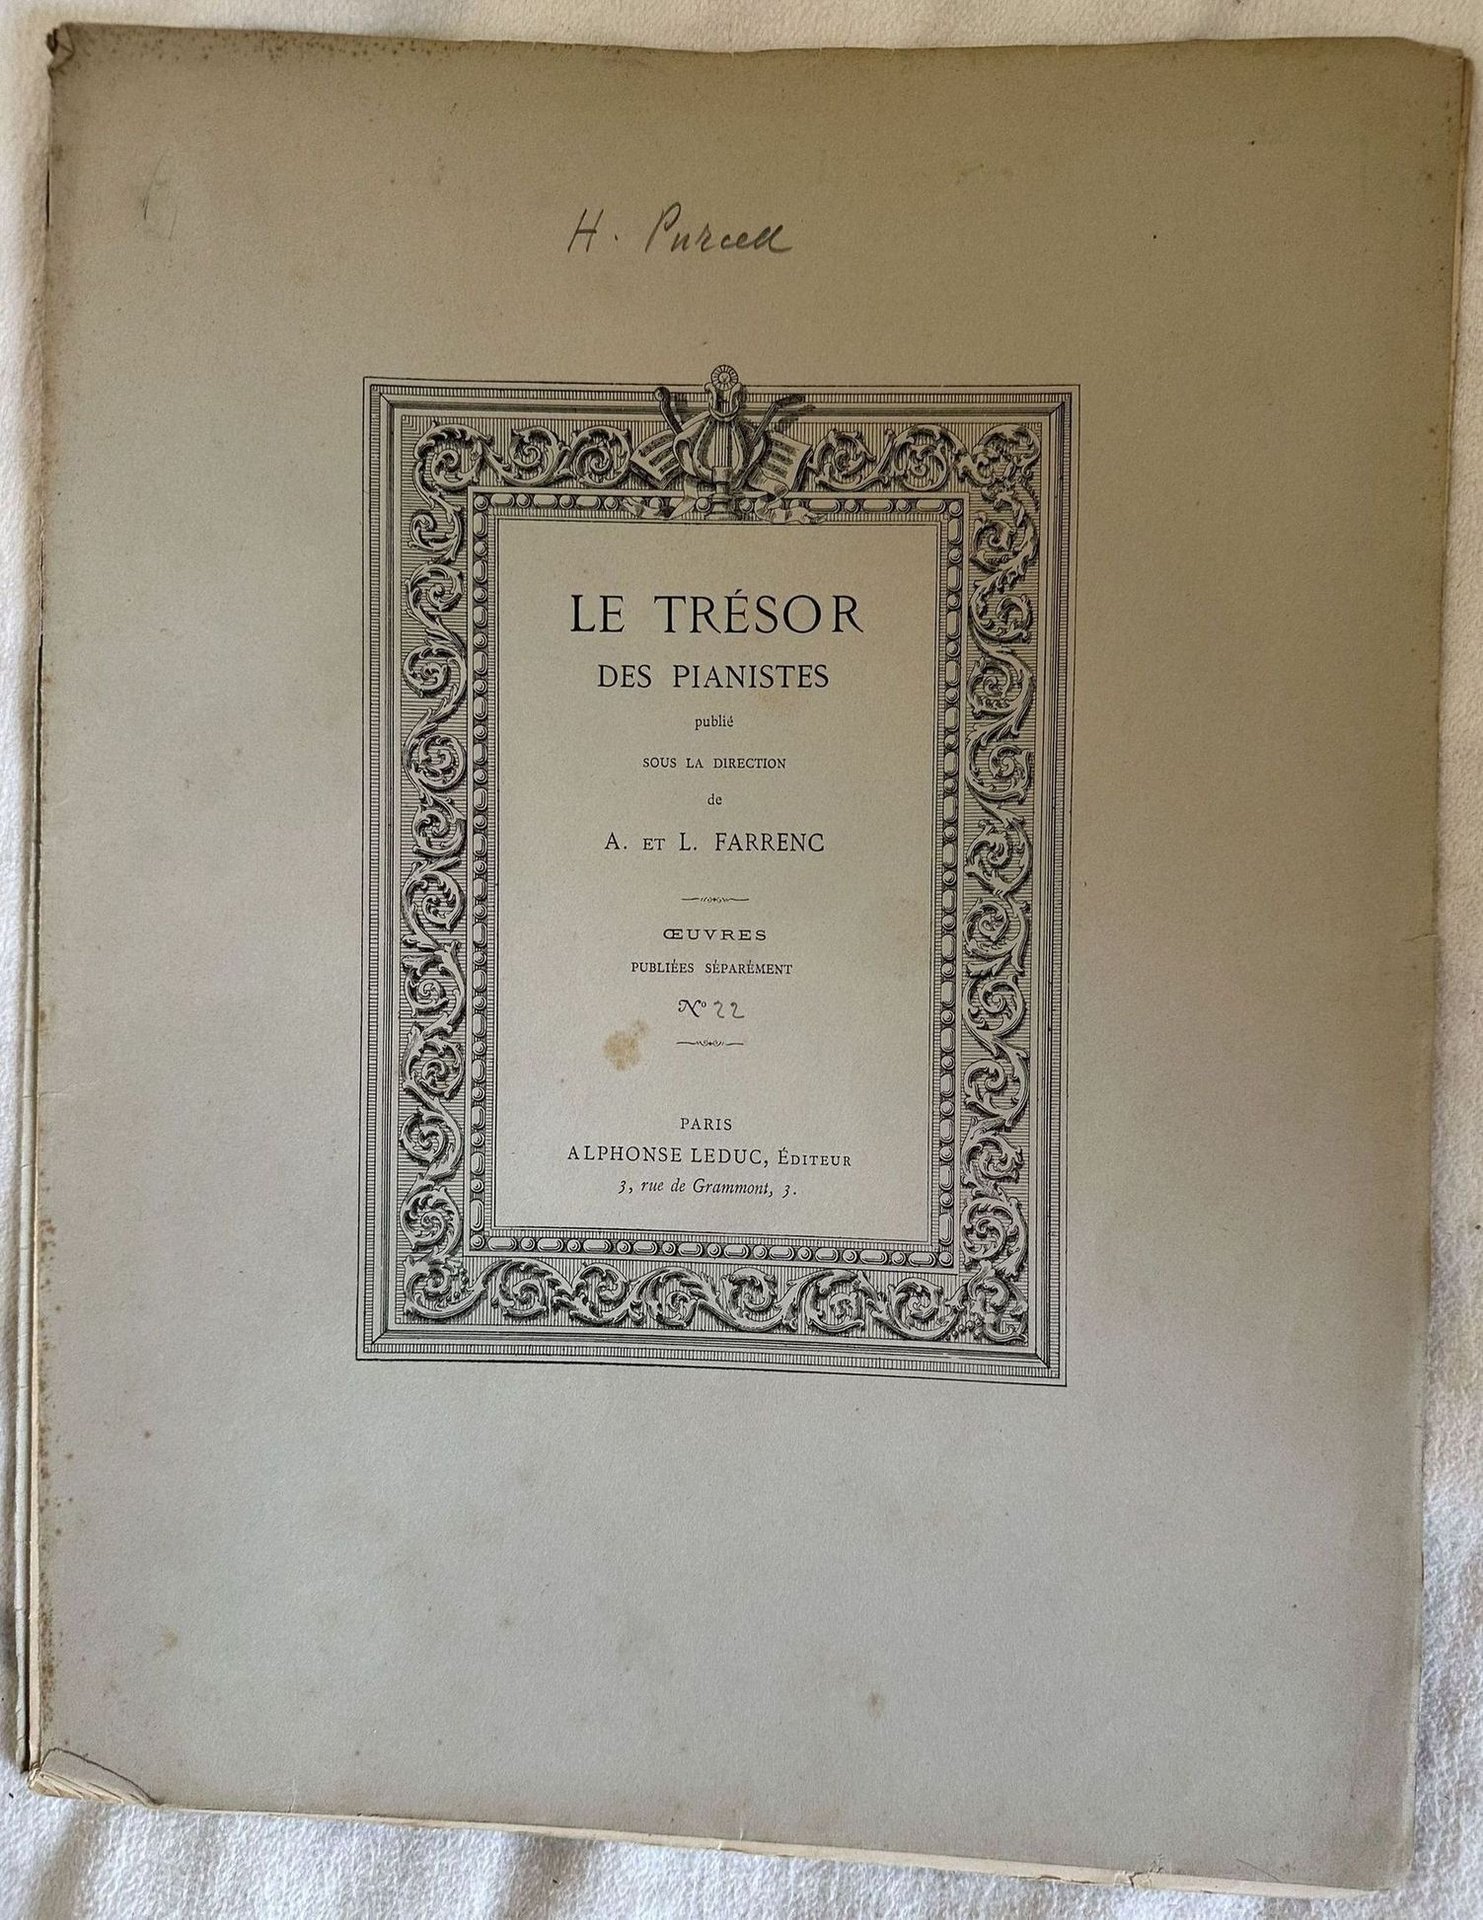 H. Purcell
LE TRÉSOR
DES PIANISTES
publié
SOUS LA DIRECTION
de
A. ET L. FARRENC
ŒUVRES
PUBLIÉES SÉPARÉMENT
No 22
PARIS
ALPHONSE LEDUC, ÉDITEUR
3, rue de Grammont, 3.